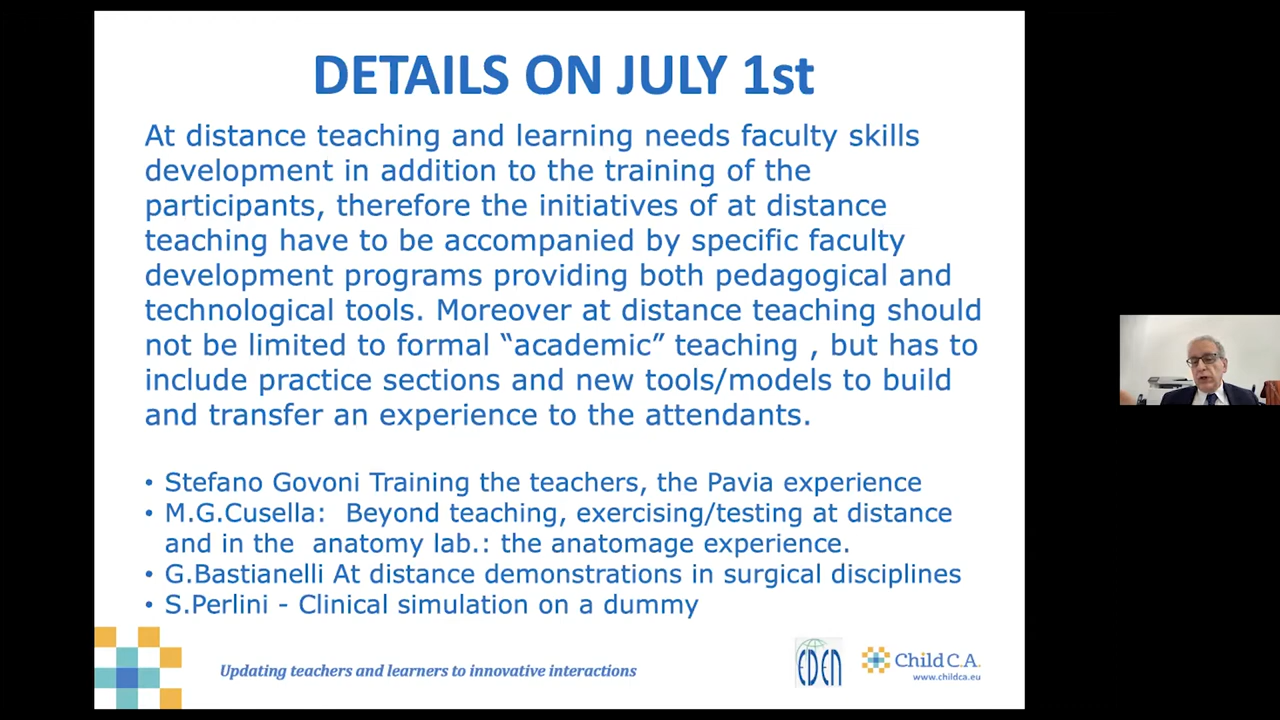 DETAILS ON JULY 1st
At distance teaching and learning needs faculty skills
development in addition to the training of the
participants, therefore the initiatives of at distance
teaching have to be accompanied by specific faculty
development programs providing both pedagogical and
technological tools. Moreover at distance teaching should
not be limited to formal “academic” teaching , but has to
include practice sections and new tools/models to build
and transfer an experience to the attendants.
• Stefano Govoni Training the teachers, the Pavia experience
• M.G.Cusella: Beyond teaching, exercising/testing at distance
and in the anatomy lab.: the anatomage experience.
• G.Bastianelli At distance demonstrations in surgical disciplines
• S.Perlini - Clinical simulation on a dummy
Updating teachers and learners to innovative interactions
EDEN
Child C.A.
www.childca.eu